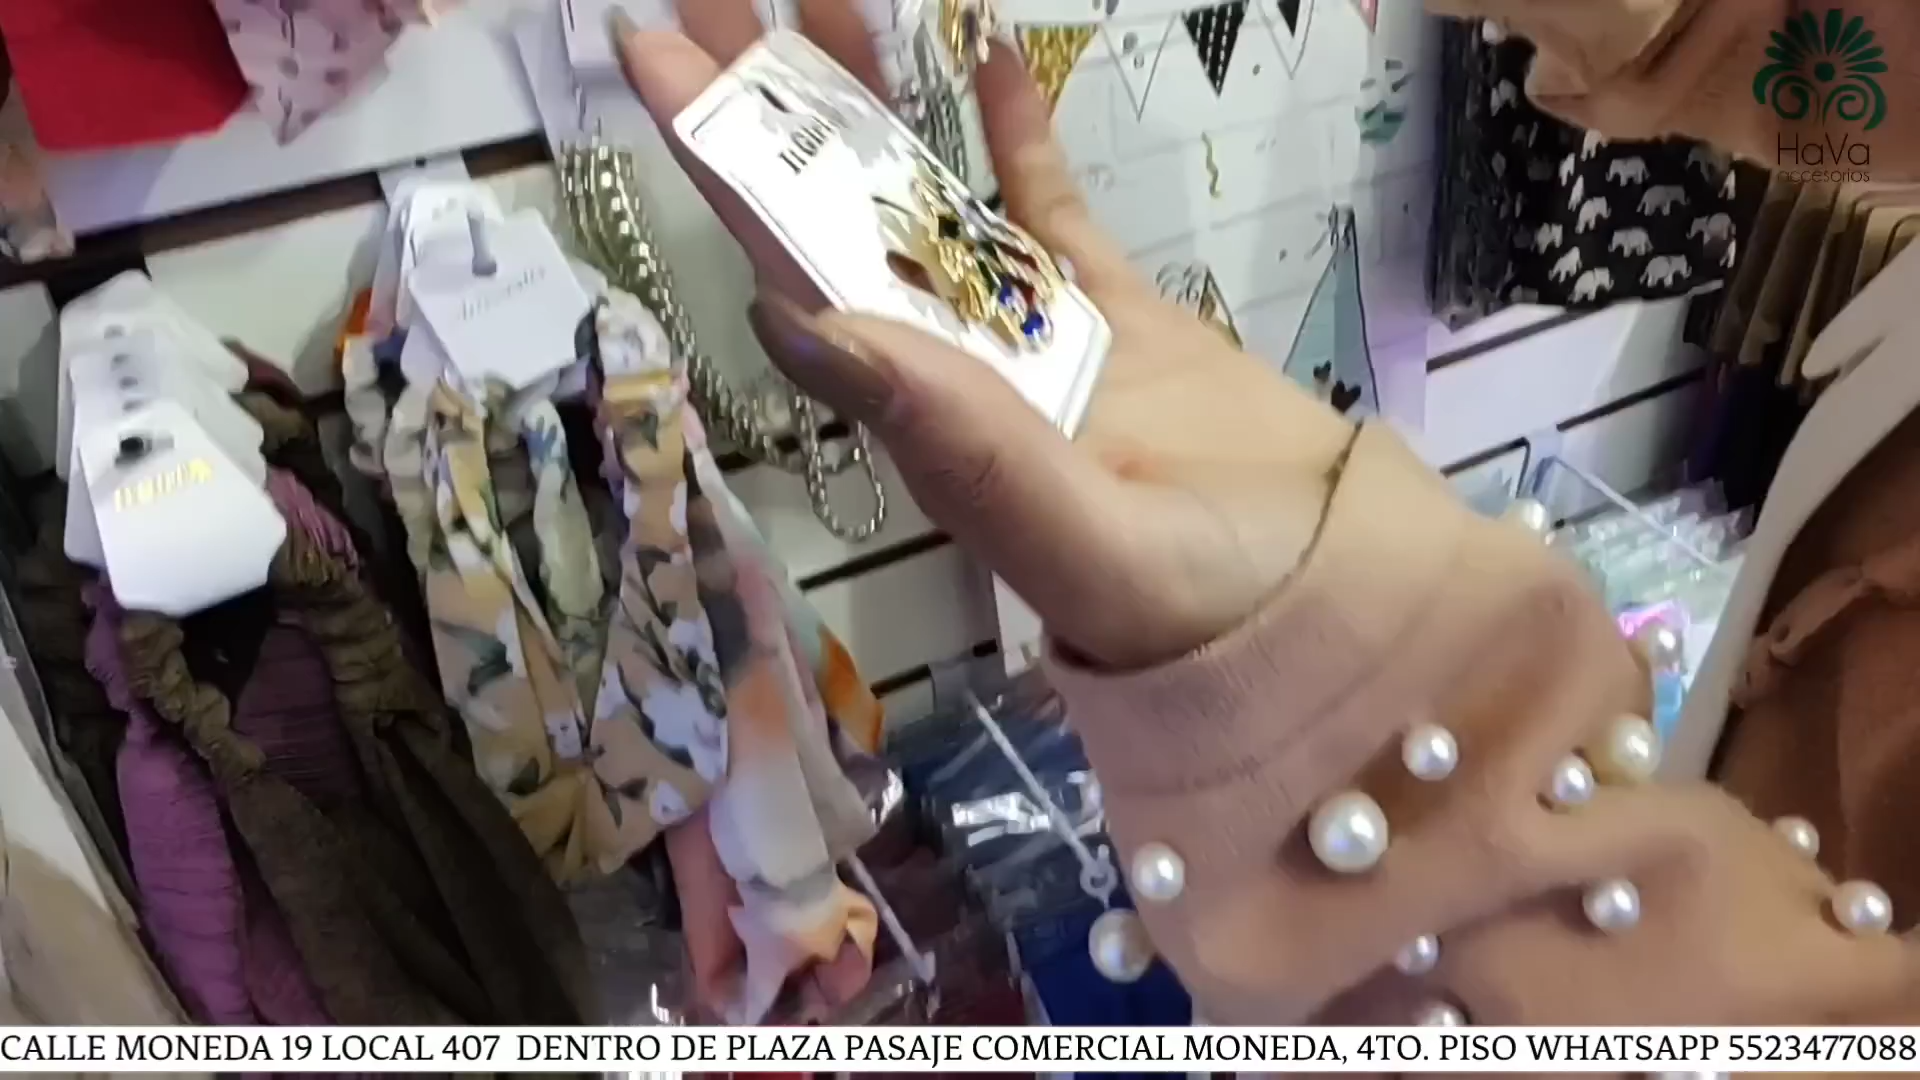 HaVa
accesorios
CALLE MONEDA 19 LOCAL 407 DENTRO DE PLAZA PASAJE COMERCIAL MONEDA, 4TO. PISO WHATSAPP 5523477088